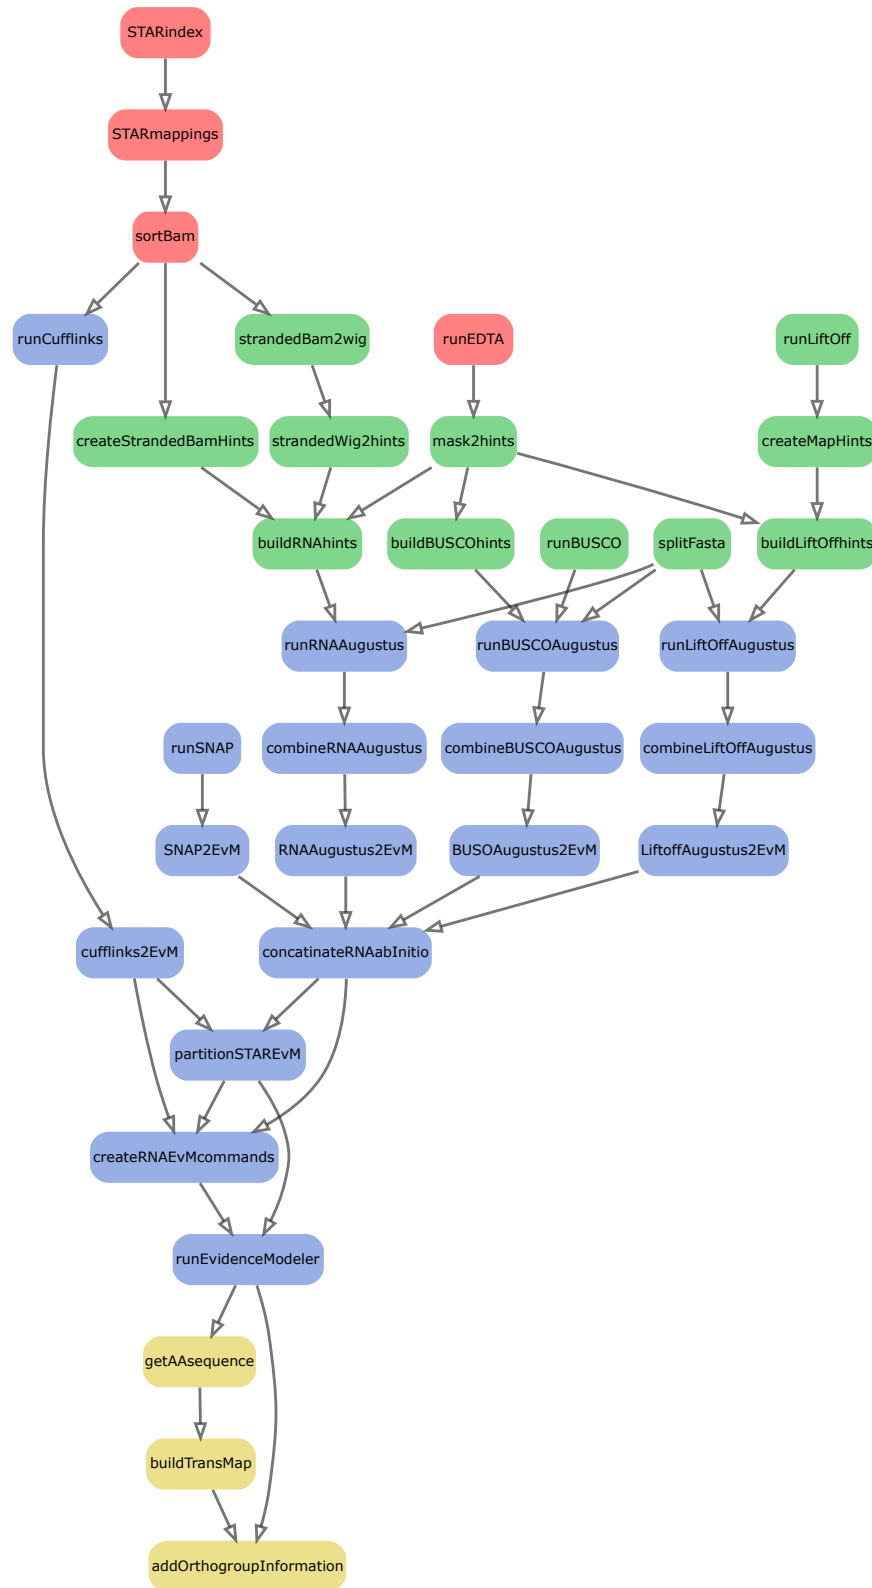 STARindex
STARmappings
sortBam
runCufflinks
strandedBam2wig
runEDTA
runLiftOff
createStrandedBamHints
strandedWig2hints
mask2hints
createMapHints
buildRNAhints
buildBUSCOhints
runBUSCO
splitFasta
buildLiftOffhints
runRNAAugustus
runBUSCOAugustus
runLiftOffAugustus
runSNAP
combineRNAAugustus
combineBUSCOAugustus
combineLiftOffAugustus
SNAP2EvM
RNAAugustus2EvM
BUSOAugustus2EvM
LiftoffAugustus2EvM
cufflinks2EvM
concatinateRNAabInitio
partitionSTAREvM
createRNAEvMcommands
runEvidenceModeler
getAAsequence
buildTransMap
addOrthogroupInformation